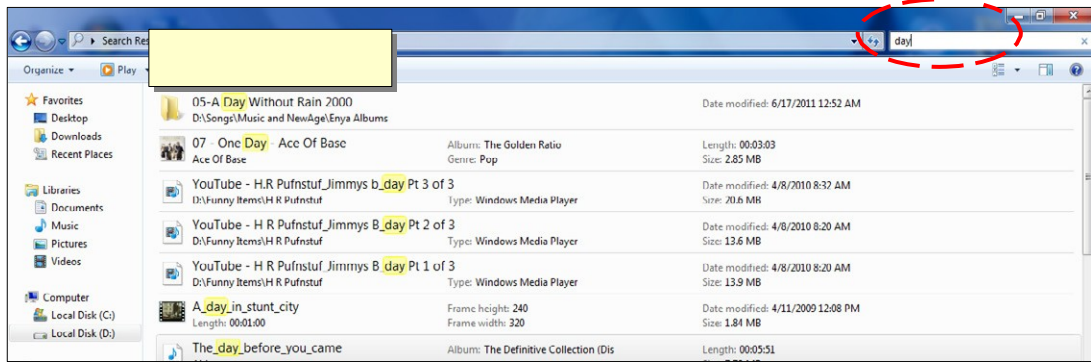 Search Res
day
Organize
Play
Favorites
Desktop
Downloads
Recent Places
Libraries
Documents
Music
Pictures
Videos
Computer
Local Disk (C:)
Local Disk (D:)
05-A Day Without Rain 2000
Date modified: 6/17/2011 12:52 AM
D:\Songs\Music and NewAge\Enya Albums
07 - One Day - Ace Of Base
Album: The Golden Ratio
Length: 00:03:03
Ace Of Base
Genre: Pop
Size: 2.85 MB
YouTube - H.R Pufnstuf_Jimmys b_day Pt 3 of 3
Date modified: 4/8/2010 8:32 AM
D:\Funny Items\H R Pufnstuf
Type: Windows Media Player
Size: 20.6 MB
YouTube - H R Pufnstuf_Jimmys B_day Pt 2 of 3
Date modified: 4/8/2010 8:20 AM
D:\Funny Items\H R Pufnstuf
Type: Windows Media Player
Size: 13.6 MB
YouTube - H R Pufnstuf_Jimmys B_day Pt 1 of 3
Date modified: 4/8/2010 8:20 AM
D:\Funny Items\H R Pufnstuf
Type: Windows Media Player
Size: 13.9 MB
A_day_in_stunt_city
Frame height: 240
Date modified: 4/11/2009 12:08 PM
Length: 00:01:00
Frame width: 320
Size: 1.84 MB
The_day_before_you_came
Album: The Definitive Collection (Dis
Length: 00:05:51